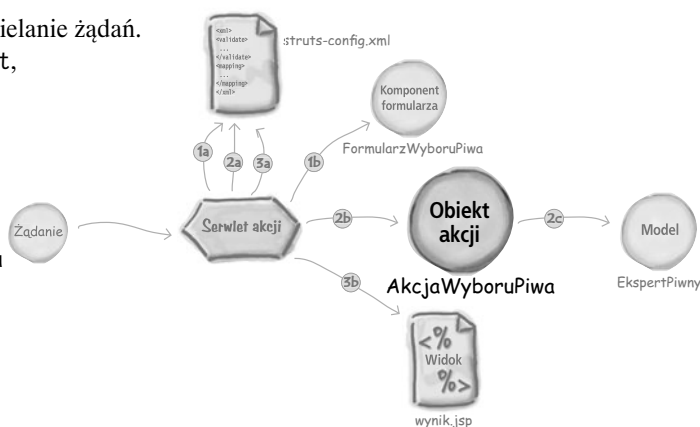 ielanie żądań.
t,
u
<xml>
<validate>
...
</validate>
<mapping>
...
</mapping>
</xml>
struts-config.xml
Komponent
formularza
FormularzWyboruPiwa
1a
2a
3a
1b
Żądanie
Serwlet akcji
2b
Obiekt
akcji
AkcjaWyboruPiwa
2c
Model
EkspertPiwny
3b
<%
Widok
%>
wynik.jsp